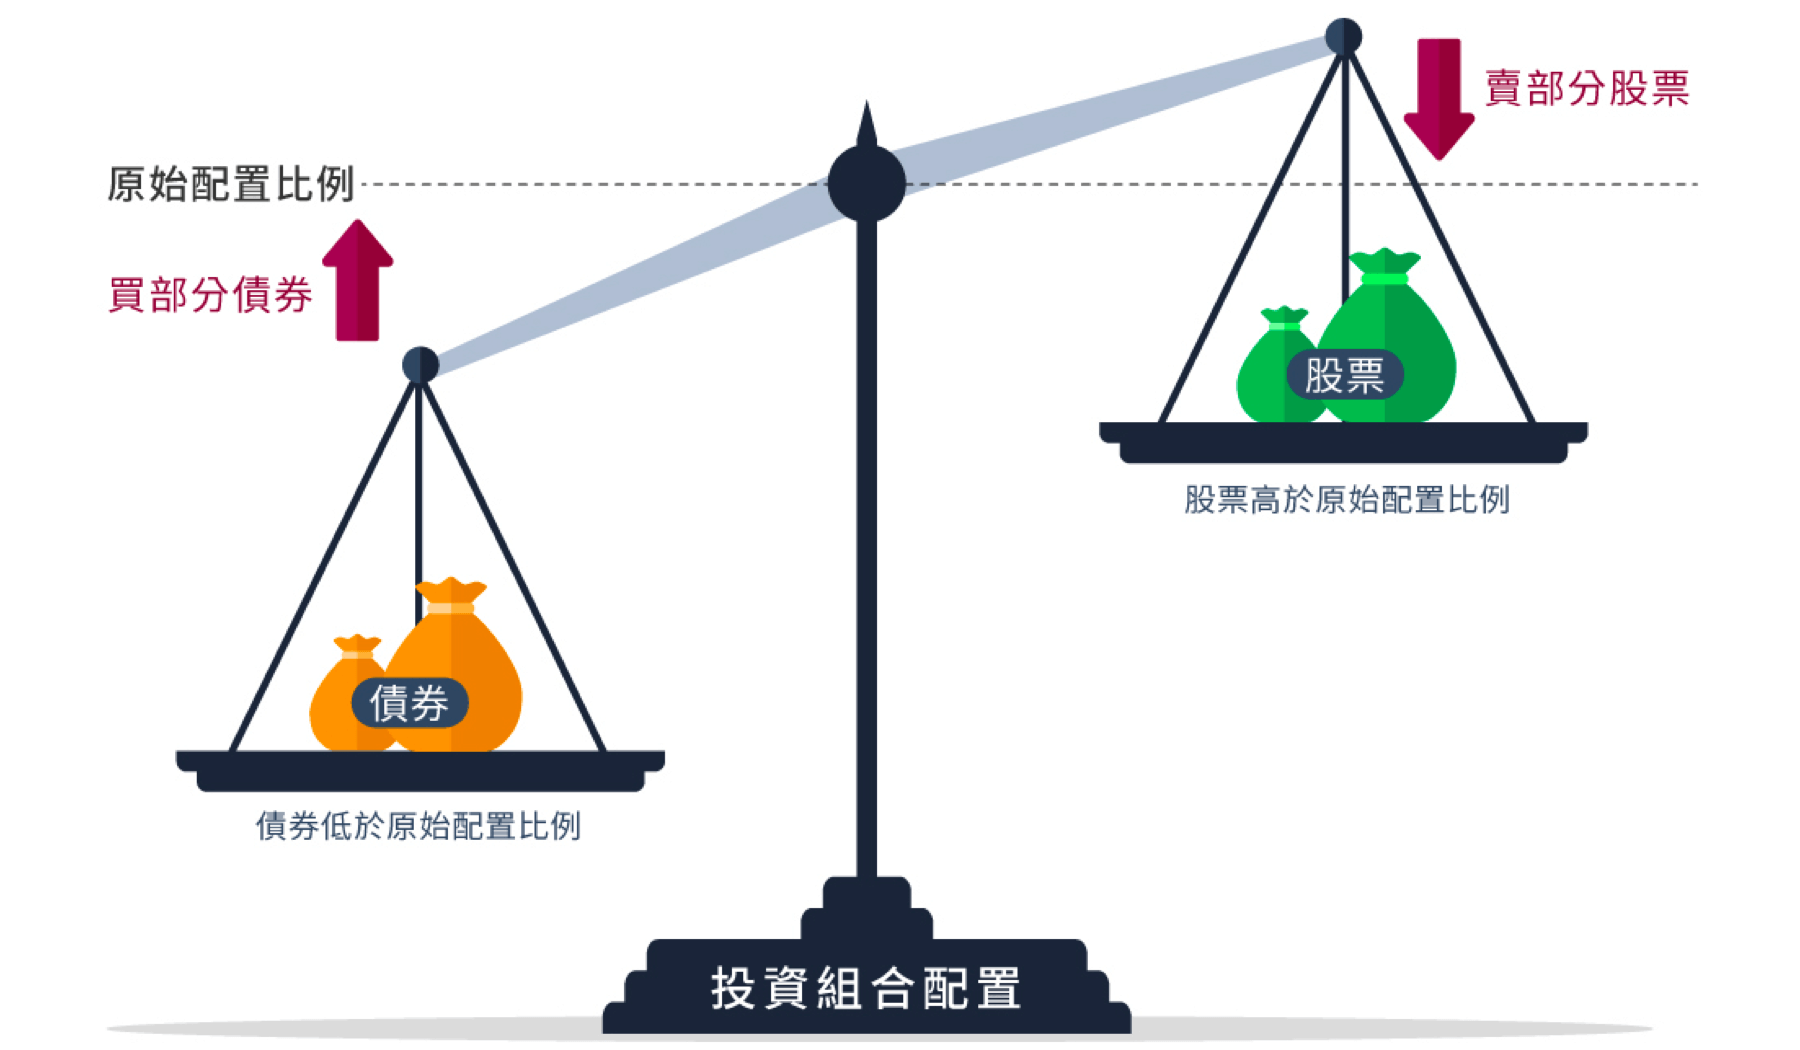 賣部分股票
原始配置比例
買部分債券
股票
股票高於原始配置比例
債券
債券低於原始配置比例
投資組合配置